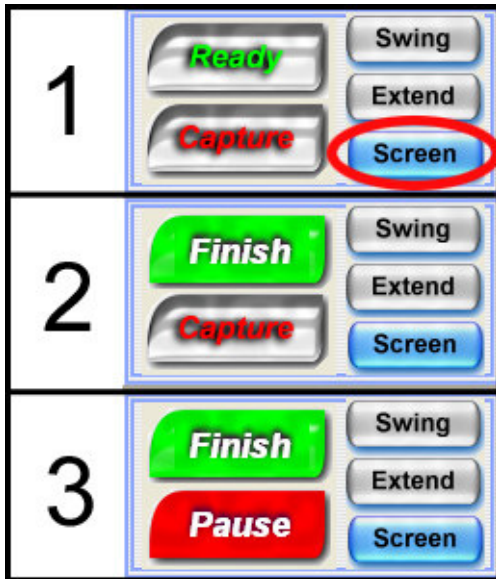 1
Ready
Capture
Swing
Extend
Screen
2
Finish
Capture
Swing
Extend
Screen
3
Finish
Pause
Swing
Extend
Screen